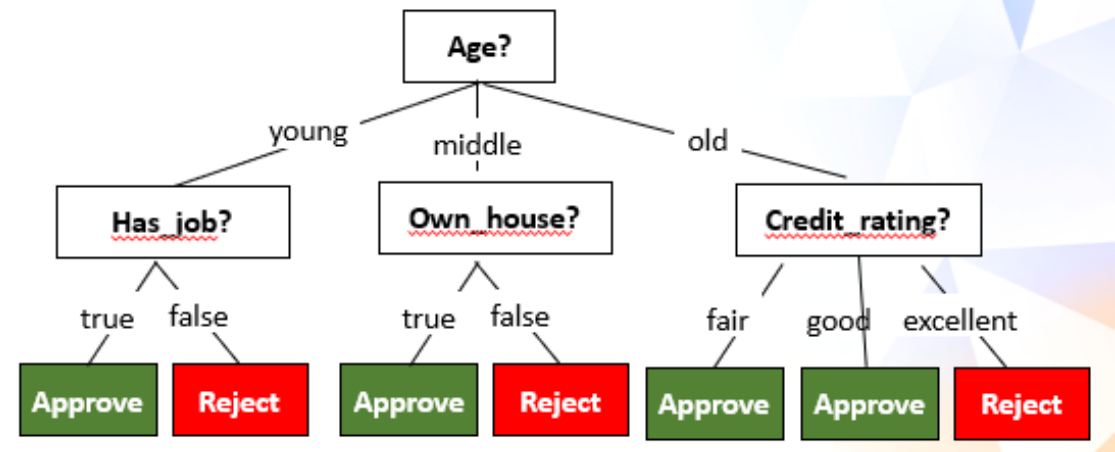 Age?
young
middle
old
Has_job?
Own_house?
Credit_rating?
true
false
true
false
fair
good
excellent
Approve
Reject
Approve
Reject
Approve
Approve
Reject